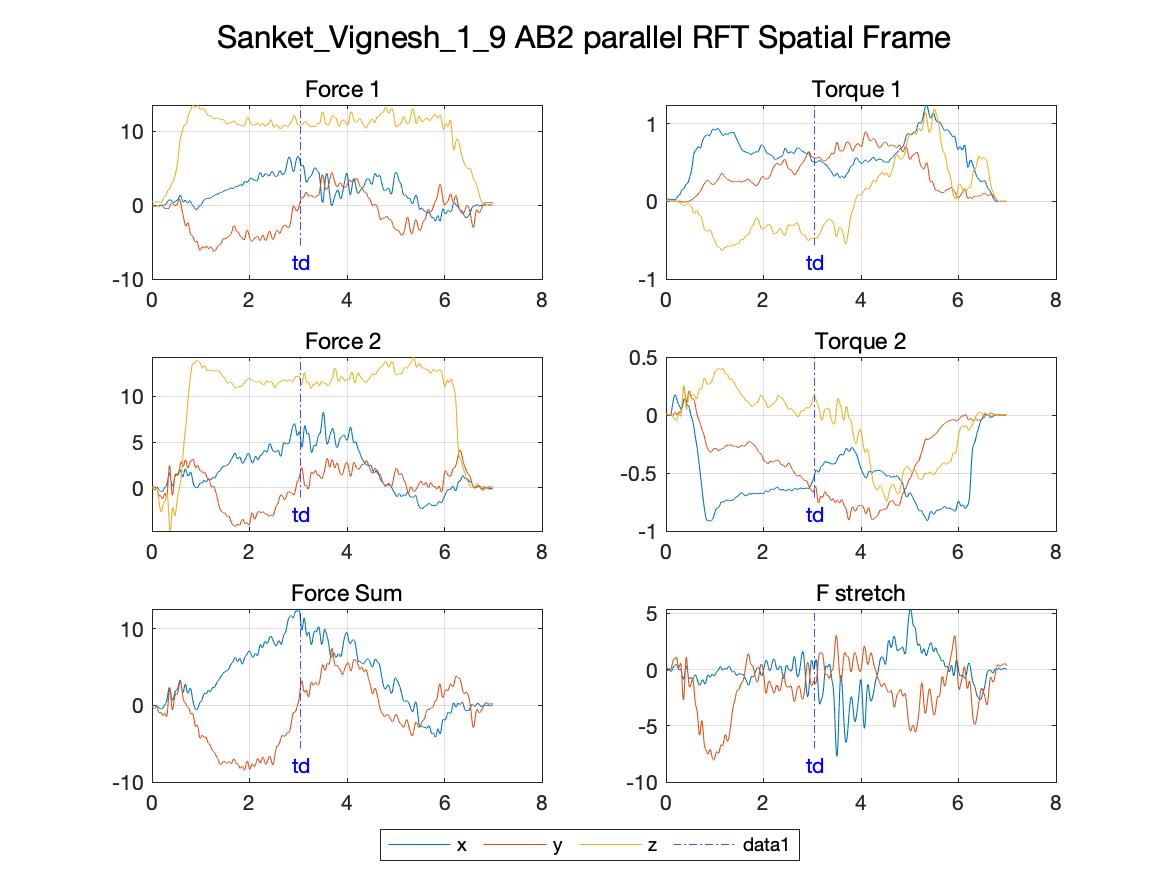 Sanket_Vignesh_1_9 AB2 parallel RFT Spatial Frame
Force 1
10
0
-10
td
0 2 4 6 8
Torque 1
1
0
-1
td
0 2 4 6 8
Force 2
10
5
0
td
0 2 4 6 8
Torque 2
0.5
0
-0.5
-1
td
0 2 4 6 8
Force Sum
10
0
-10
td
0 2 4 6 8
F stretch
5
0
-5
-10
td
0 2 4 6 8
x y z data1